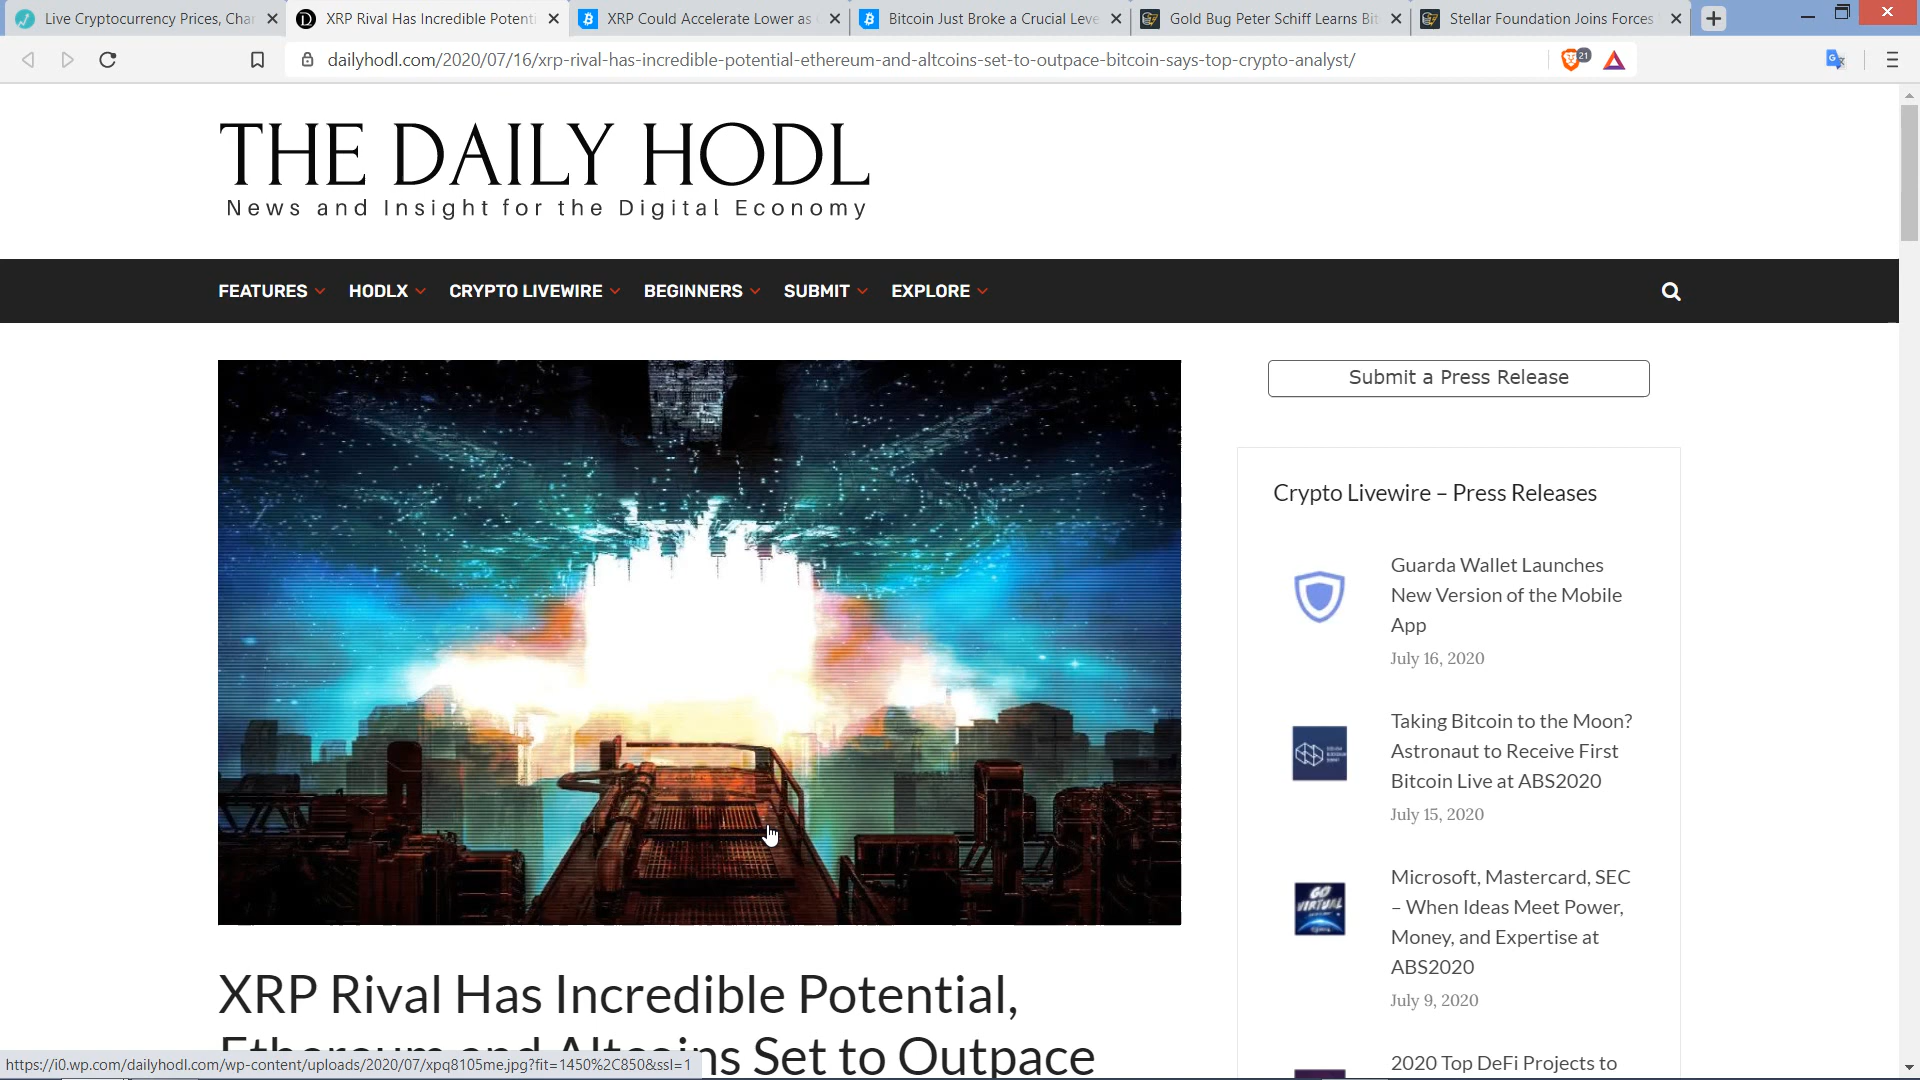 Live Cryptocurrency Prices, Char
XRP Rival Has Incredible Potenti
XRP Could Accelerate Lower as
Bitcoin Just Broke a Crucial Leve
Gold Bug Peter Schiff Learns Bit
Stellar Foundation Joins Forces
dailyhodl.com/2020/07/16/xrp-rival-has-incredible-potential-ethereum-and-altcoins-set-to-outpace-bitcoin-says-top-crypto-analyst/
21
THE DAILY HODL
News and Insight for the Digital Economy
FEATURES HODLX CRYPTO LIVEWIRE BEGINNERS SUBMIT EXPLORE
Submit a Press Release
Crypto Livewire – Press Releases
Guarda Wallet Launches
New Version of the Mobile
App
July 16, 2020
Taking Bitcoin to the Moon?
Astronaut to Receive First
Bitcoin Live at ABS2020
July 15, 2020
GO
VIRTUAL
Microsoft, Mastercard, SEC
– When Ideas Meet Power,
Money, and Expertise at
ABS2020
July 9, 2020
2020 Top DeFi Projects to
XRP Rival Has Incredible Potential,
Ethereum and Altcoins Set to Outpace
https://i0.wp.com/dailyhodl.com/wp-content/uploads/2020/07/xpq8105me.jpg?fit=1450%2C850&ssl=1